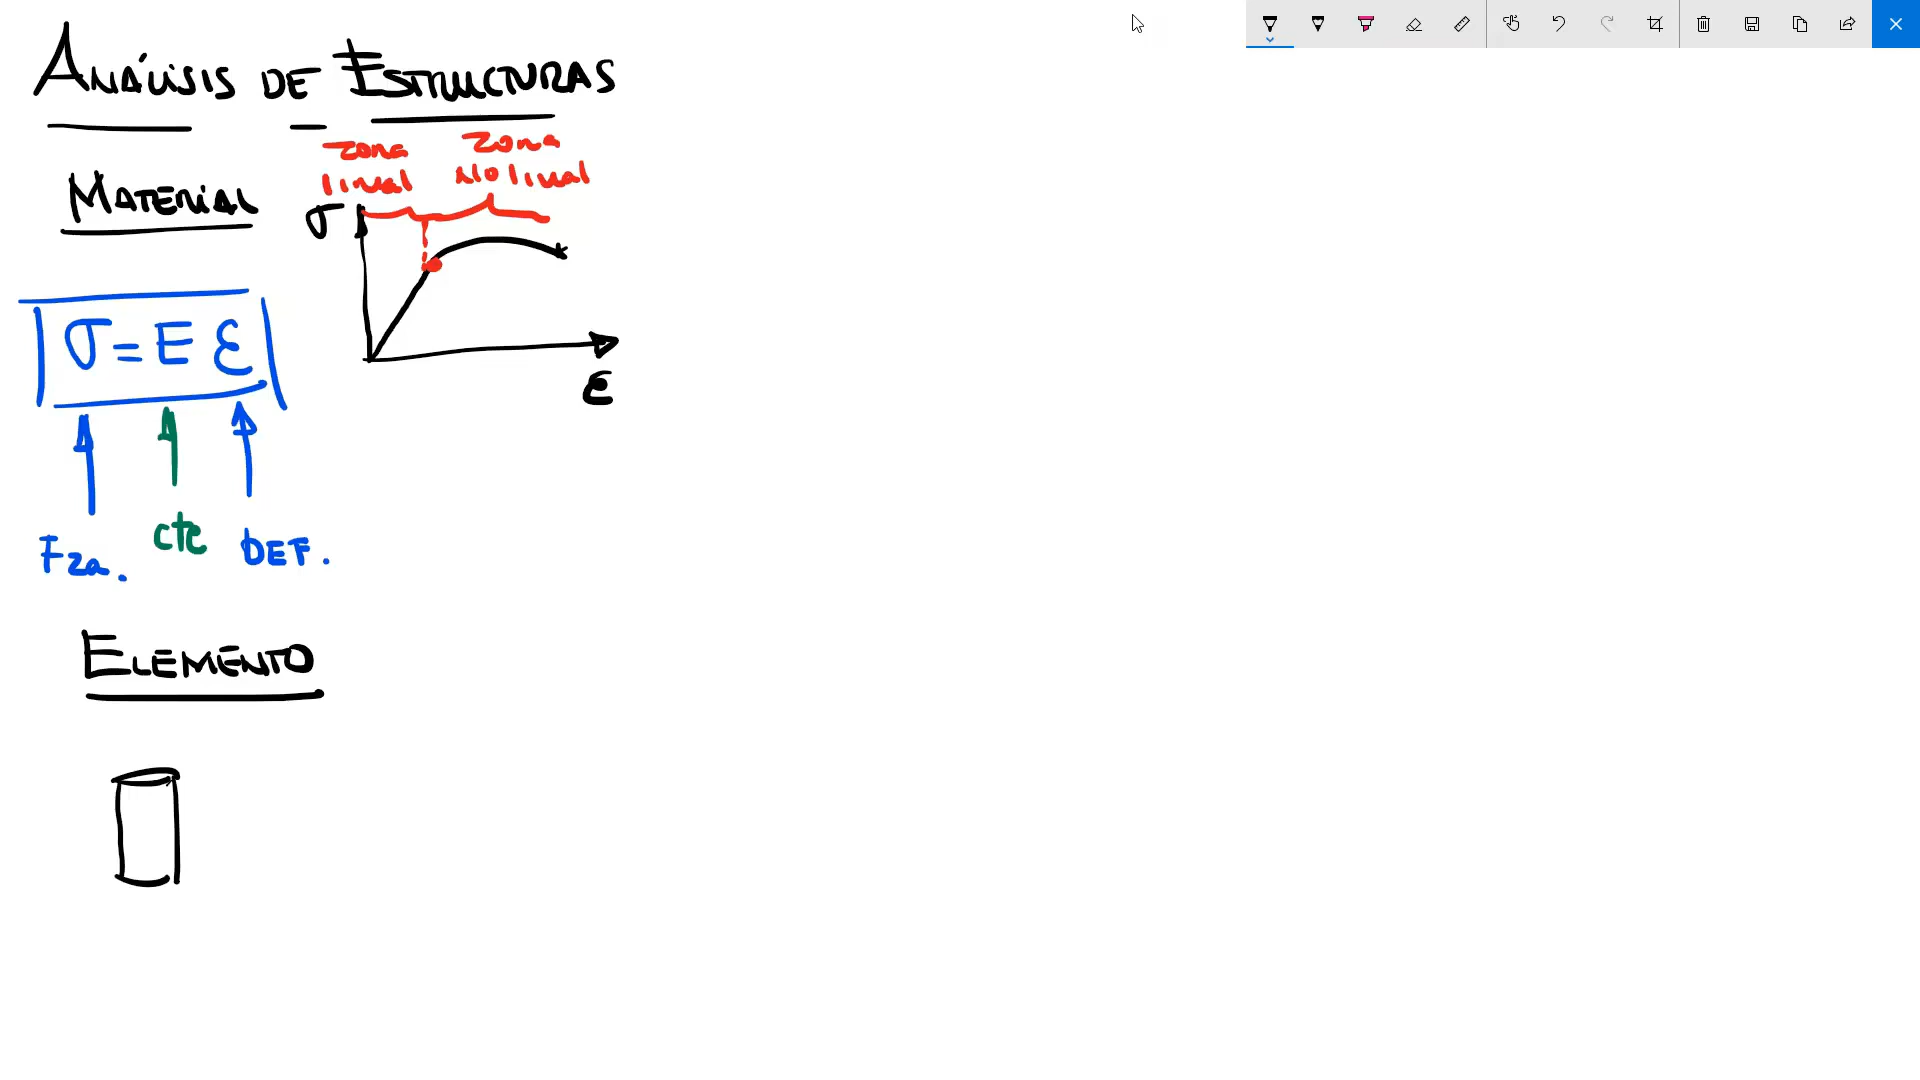 ANÁLISIS DE ESTRUCTURAS
MATERIAL
zona lineal
zona No lineal
σ
ε
σ = E ε
Fza.
cte
DEF.
ELEMENTO